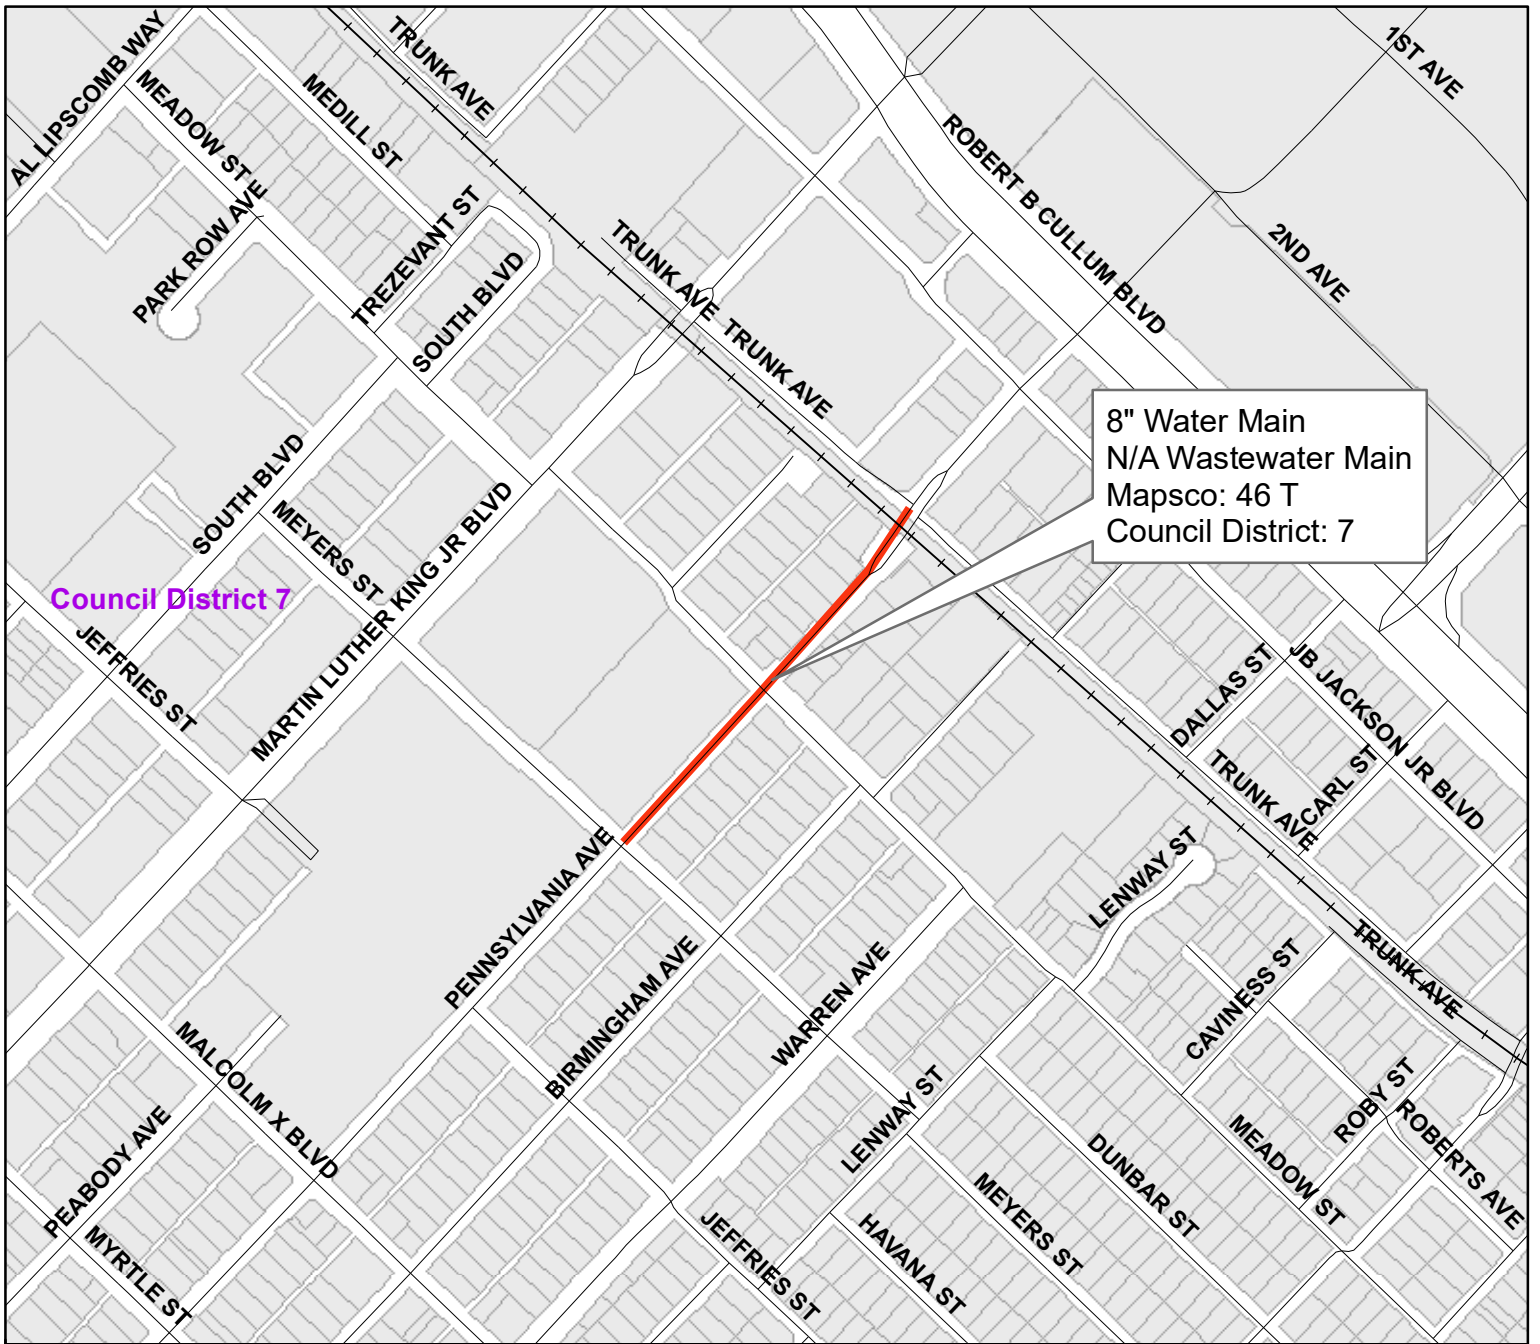 AL LIPSCOMB WAY
TRUNK AVE
1ST AVE
MEADOW ST E
MEDILL ST
ROBERT B CULLUM BLVD
PARK ROW AVE
TREZEVANT ST
SOUTH BLVD
TRUNK AVE
TRUNK AVE
2ND AVE
8" Water Main
N/A Wastewater Main
Mapsco: 46 T
Council District: 7
SOUTH BLVD
MEYERS ST
MARTIN LUTHER KING JR BLVD
Council District 7
JEFFRIES ST
DALLAS ST
JB JACKSON JR BLVD
TRUNK AVE
CARL ST
PENNSYLVANIA AVE
LENWAY ST
BIRMINGHAM AVE
WARREN AVE
CAVINESS ST
TRUNK AVE
MALCOLM X BLVD
PEABODY AVE
LENWAY ST
ROBY ST
ROBERTS AVE
MEADOW ST
DUNBAR ST
MEYERS ST
HAVANA ST
JEFFRIES ST
MYRTLE ST